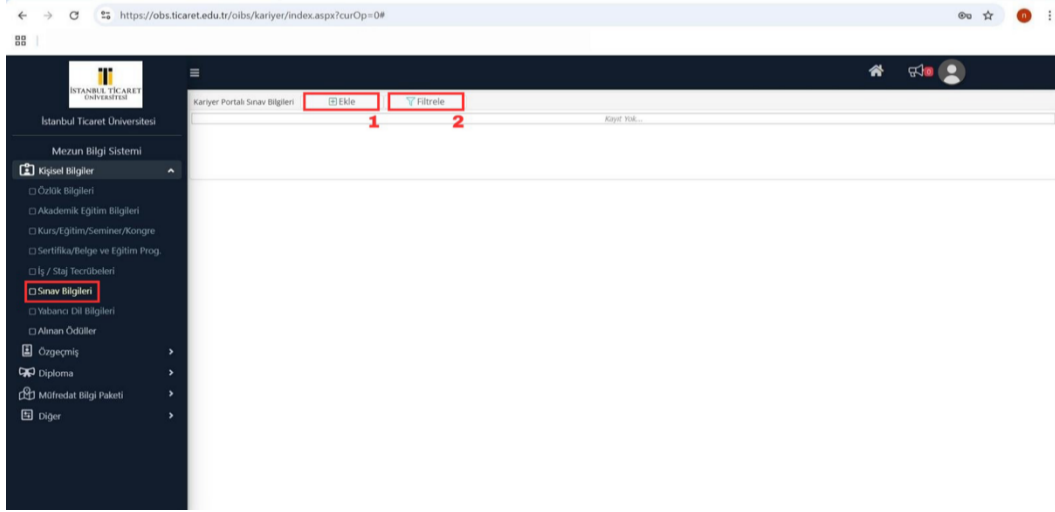 https://obs.ticaret.edu.tr/oibs/kariyer/index.aspx?curOp=0#
n
İSTANBUL TİCARET
ÜNİVERSİTESİ
0
Kariyer Portalı Sınav Bilgileri Ekle Filtrele
1 2
Kayıt Yok...
İstanbul Ticaret Üniversitesi
Mezun Bilgi Sistemi
Kişisel Bilgiler
Özlük Bilgileri
Akademik Eğitim Bilgileri
Kurs/Eğitim/Seminer/Kongre
Sertifika/Belge ve Eğitim Prog.
İş / Staj Tecrübeleri
Sınav Bilgileri
Yabancı Dil Bilgileri
Alınan Ödüller
Özgeçmiş
Diploma
Müfredat Bilgi Paketi
Diğer